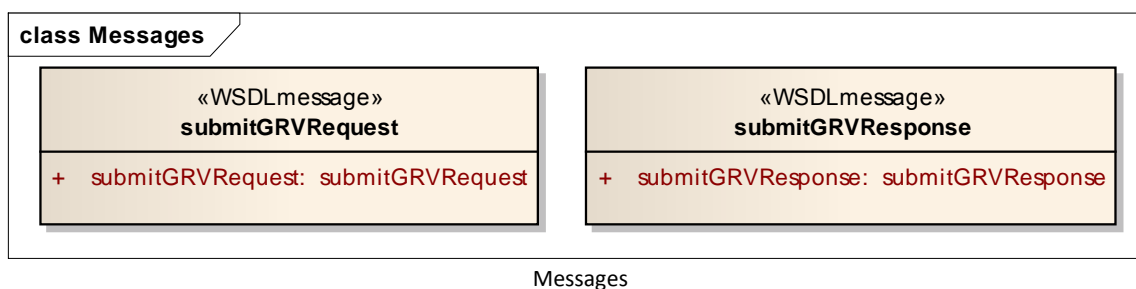 class Messages
«WSDLmessage»
submitGRVRequest
+ submitGRVRequest: submitGRVRequest
«WSDLmessage»
submitGRVResponse
+ submitGRVResponse: submitGRVResponse
Messages